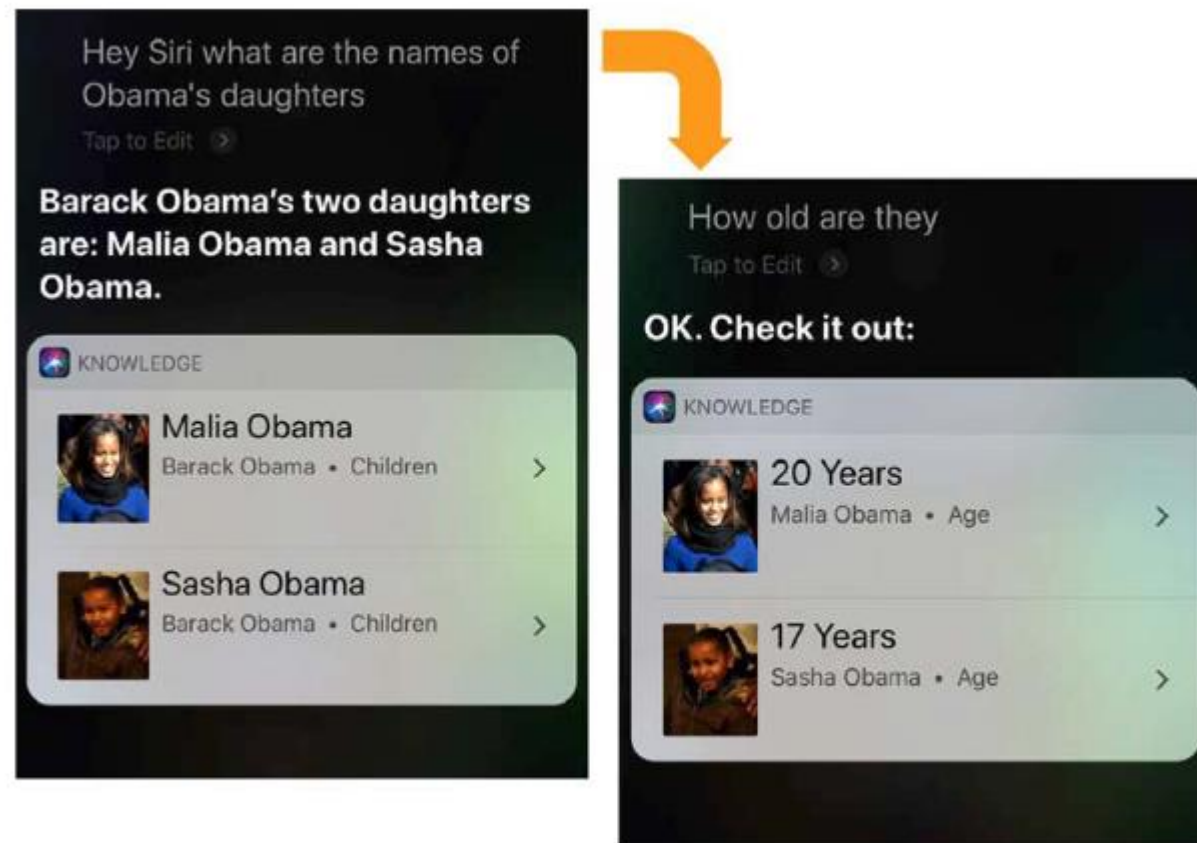 Hey Siri what are the names of
Obama's daughters
Tap to Edit
Barack Obama's two daughters
are: Malia Obama and Sasha
Obama.
KNOWLEDGE
Malia Obama
Barack Obama • Children
Sasha Obama
Barack Obama • Children
How old are they
Tap to Edit
OK. Check it out:
KNOWLEDGE
20 Years
Malia Obama • Age
17 Years
Sasha Obama • Age